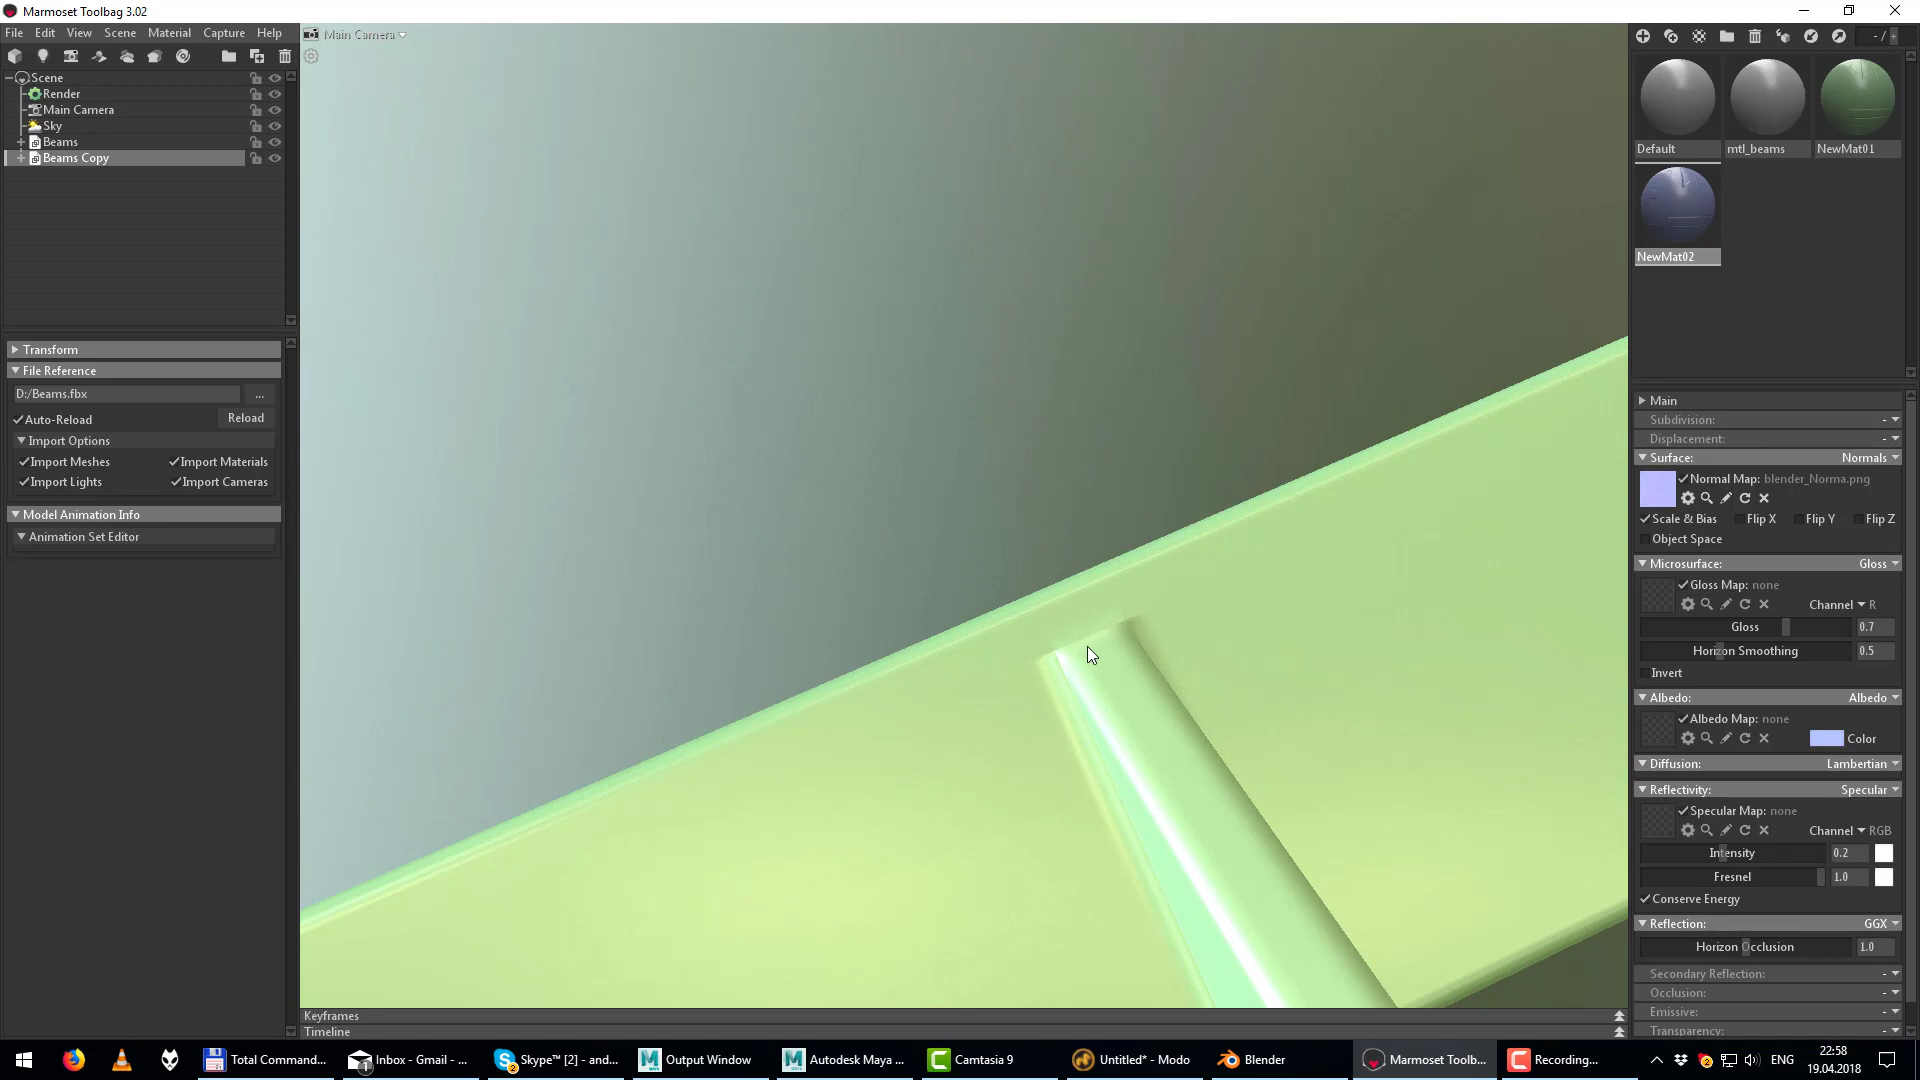 Marmoset Toolbag 3.02
File Edit View Scene Material Capture Help
Main Camera
- / +
Scene
Render
Main Camera
Sky
Beams
Beams Copy
Default mtl_beams NewMat01
NewMat02
Transform
File Reference
D:/Beams.fbx ...
Auto-Reload Reload
Import Options
Import Meshes Import Materials
Import Lights Import Cameras
Model Animation Info
Animation Set Editor
Main
Subdivision: -
Displacement: -
Surface: Normals
Normal Map: blender_Norma.png
Scale & Bias Flip X Flip Y Flip Z
Object Space
Microsurface: Gloss
Gloss Map: none
Channel R
Gloss 0.7
Horizon Smoothing 0.5
Invert
Albedo: Albedo
Albedo Map: none
Color
Diffusion: Lambertian
Reflectivity: Specular
Specular Map: none
Channel RGB
Intensity 0.2
Fresnel 1.0
Conserve Energy
Reflection: GGX
Horizon Occlusion 1.0
Secondary Reflection: -
Occlusion: -
Emissive: -
Transparency: -
Keyframes
Timeline
Total Command... Inbox - Gmail - ... Skype™ [2] - and... Output Window Autodesk Maya ... Camtasia 9 Untitled* - Modo Blender Marmoset Toolb... Recording... ENG
22:58
19.04.2018